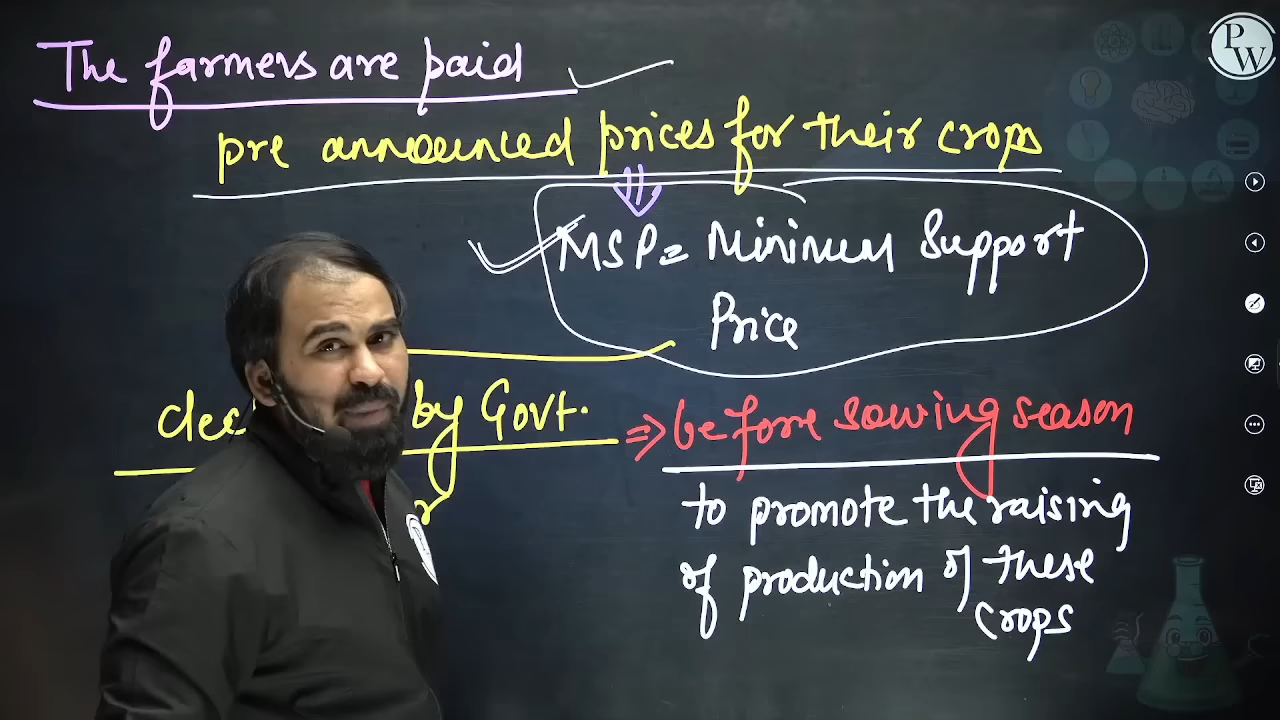 The farmers are paid
pre announced prices for their crops
MSP = Minimum Support
Price
by Govt. ⇒ before sowing season
to promote the raising
of production of these
crops
PW